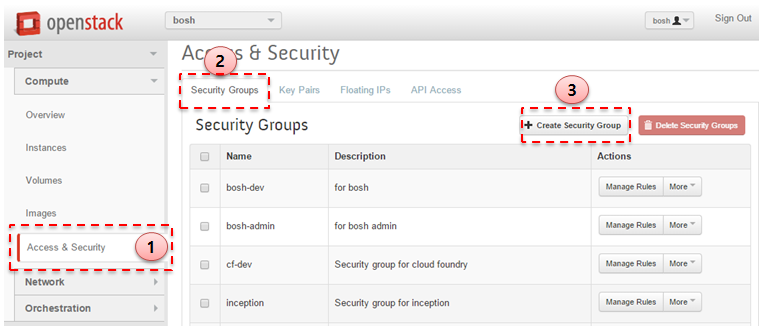 openstack
bosh
bosh
Sign Out
Project
Compute
Overview
Instances
Volumes
Images
Access & Security
1
Network
Orchestration
Access & Security
2
Security Groups
Key Pairs
Floating IPs
API Access
3
Security Groups
+ Create Security Group
Delete Security Groups
Name Description Actions
bosh-dev for bosh Manage Rules More
bosh-admin for bosh admin Manage Rules More
cf-dev Security group for cloud foundry Manage Rules More
inception Security group for inception Manage Rules More